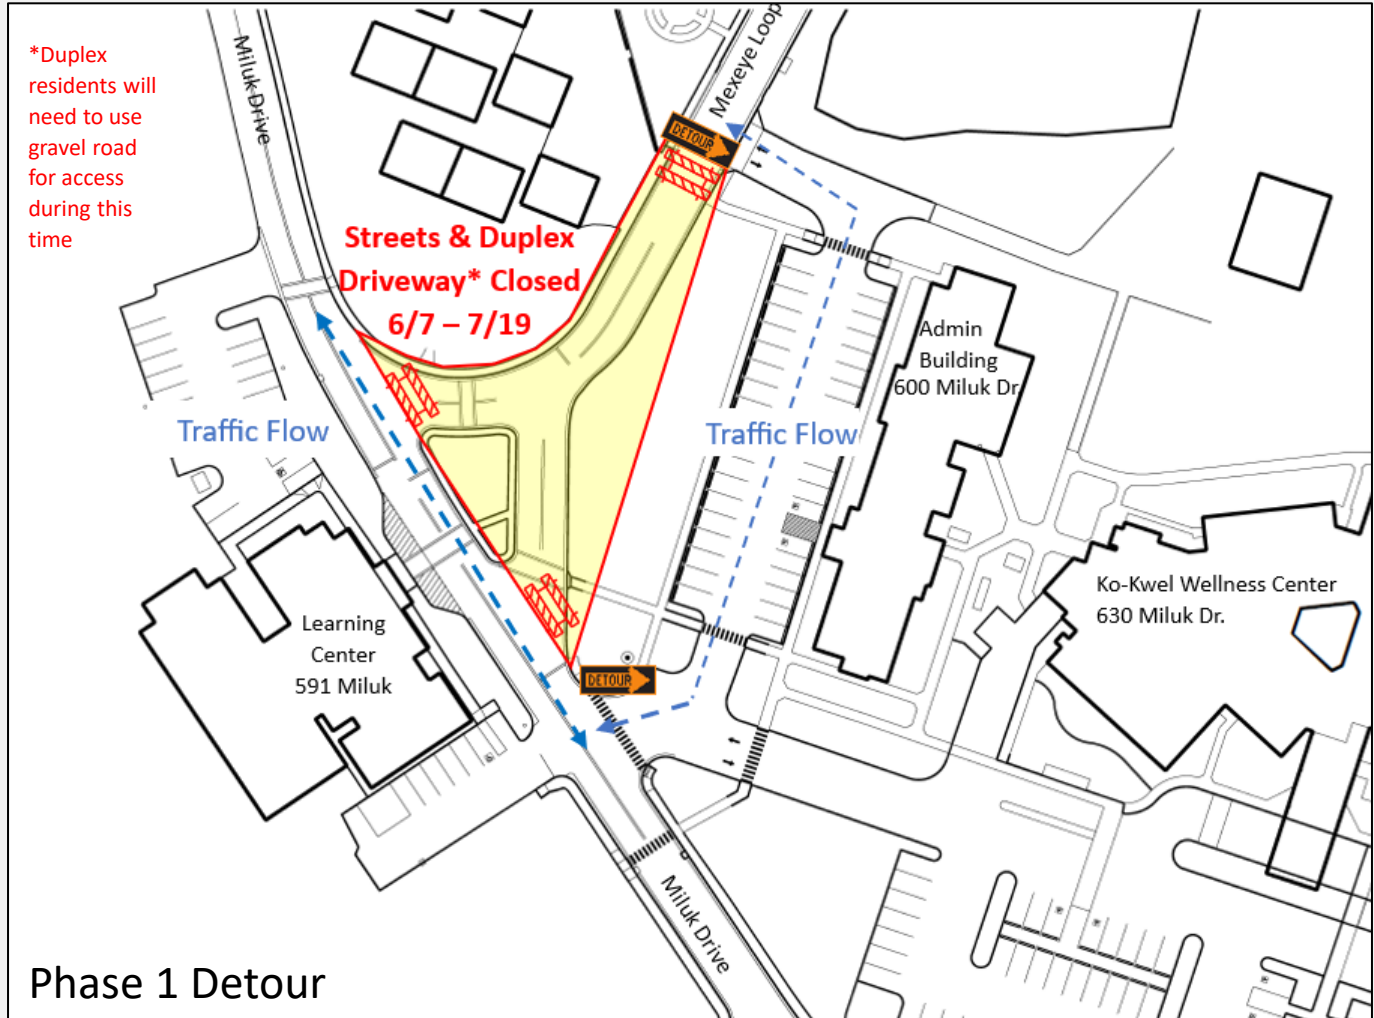 *Duplex
residents will
need to use
gravel road
for access
during this
time
Miluk Drive
Mexeye Loop
DETOUR
Streets & Duplex
Driveway* Closed
6/7 – 7/19
Traffic Flow
Traffic Flow
Admin
Building
600 Miluk Dr.
Ko-Kwel Wellness Center
630 Miluk Dr.
Learning
Center
591 Miluk
DETOUR
Miluk Drive
Phase 1 Detour